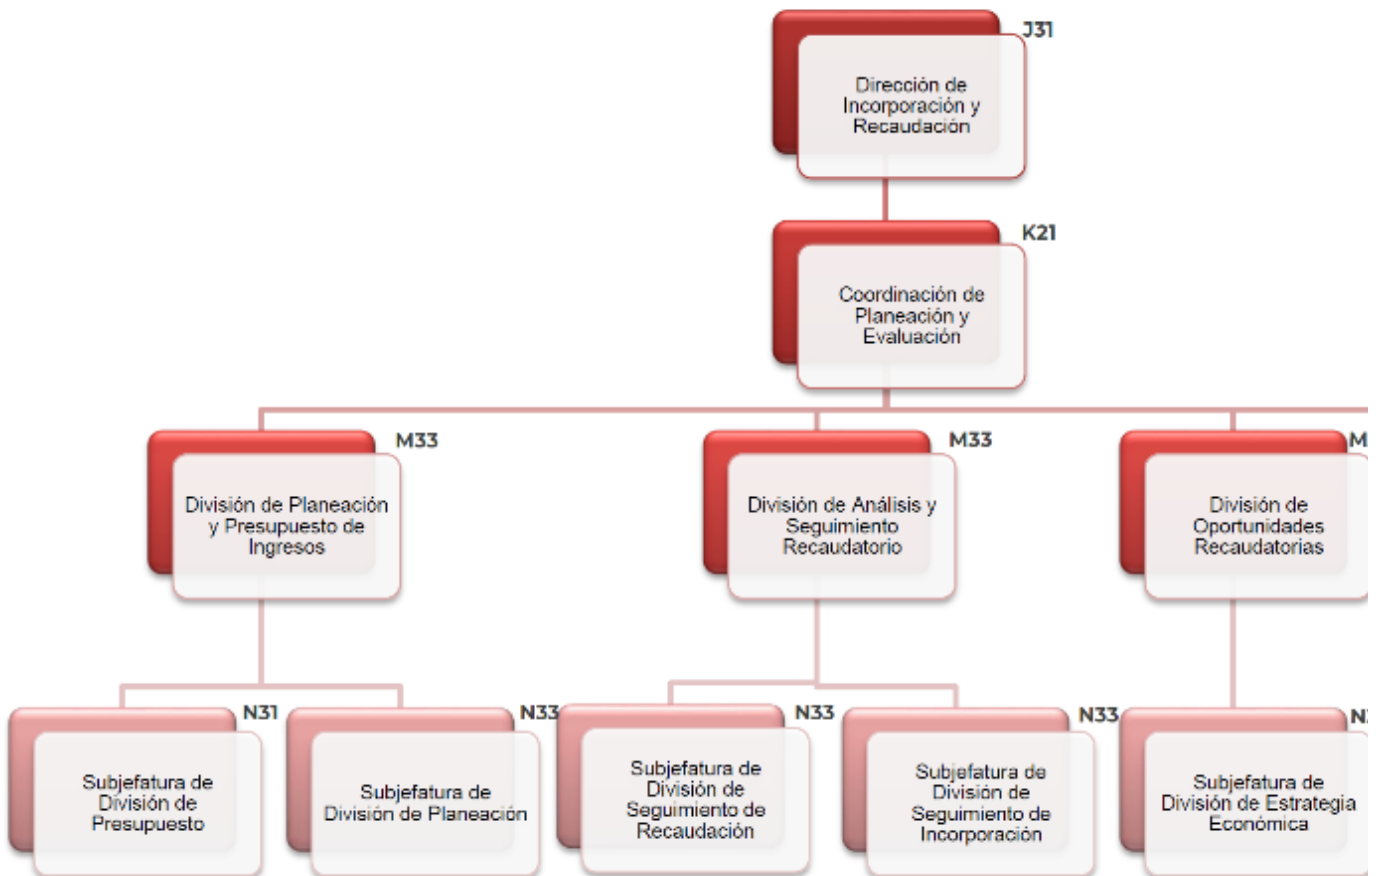 J31
Dirección de
Incorporación y
Recaudación
K21
Coordinación de
Planeación y
Evaluación
M33
División de Planeación
y Presupuesto de
Ingresos
M33
División de Análisis y
Seguimiento
Recaudatorio
M
División de
Oportunidades
Recaudatorias
N31
Subjefatura de
División de
Presupuesto
N33
Subjefatura de
División de Planeación
N33
Subjefatura de
División de
Seguimiento de
Recaudación
N33
Subjefatura de
División de
Seguimiento de
Incorporación
Subjefatura de
División de Estrategia
Económica